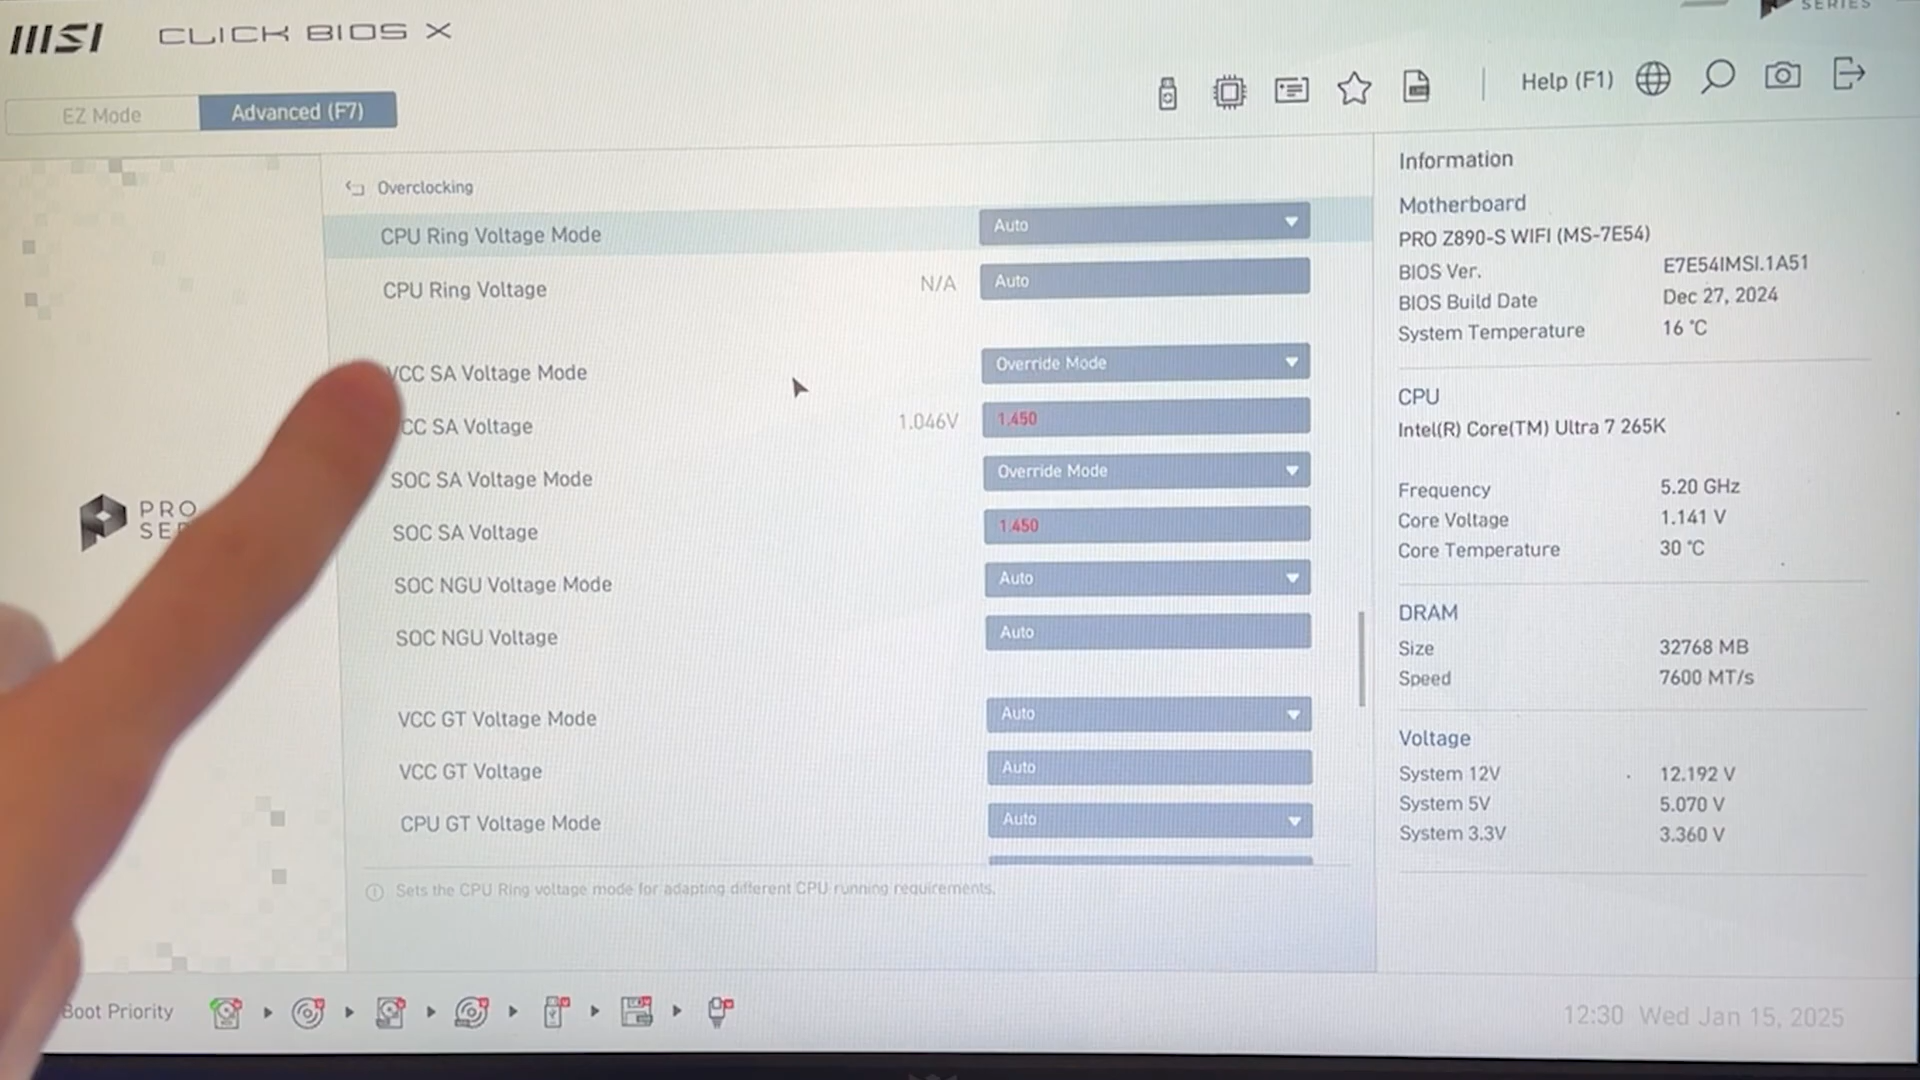 msi CLICK BIOS X
SERIES
EZ Mode Advanced (F7)
Help (F1)
Overclocking
CPU Ring Voltage Mode Auto
CPU Ring Voltage N/A Auto
VCC SA Voltage Mode Override Mode
CC SA Voltage 1.046V 1.450
SOC SA Voltage Mode Override Mode
SOC SA Voltage 1.450
SOC NGU Voltage Mode Auto
SOC NGU Voltage Auto
VCC GT Voltage Mode Auto
VCC GT Voltage Auto
CPU GT Voltage Mode Auto
Sets the CPU Ring voltage mode for adapting different CPU running requirements.
PRO
SE
Information
Motherboard
PRO Z890-S WIFI (MS-7E54)
BIOS Ver. E7E54IMSI.1A51
BIOS Build Date Dec 27, 2024
System Temperature 16 °C
CPU
Intel(R) Core(TM) Ultra 7 265K
Frequency 5.20 GHz
Core Voltage 1.141 V
Core Temperature 30 °C
DRAM
Size 32768 MB
Speed 7600 MT/s
Voltage
System 12V 12.192 V
System 5V 5.070 V
System 3.3V 3.360 V
Boot Priority
12:30 Wed Jan 15, 2025